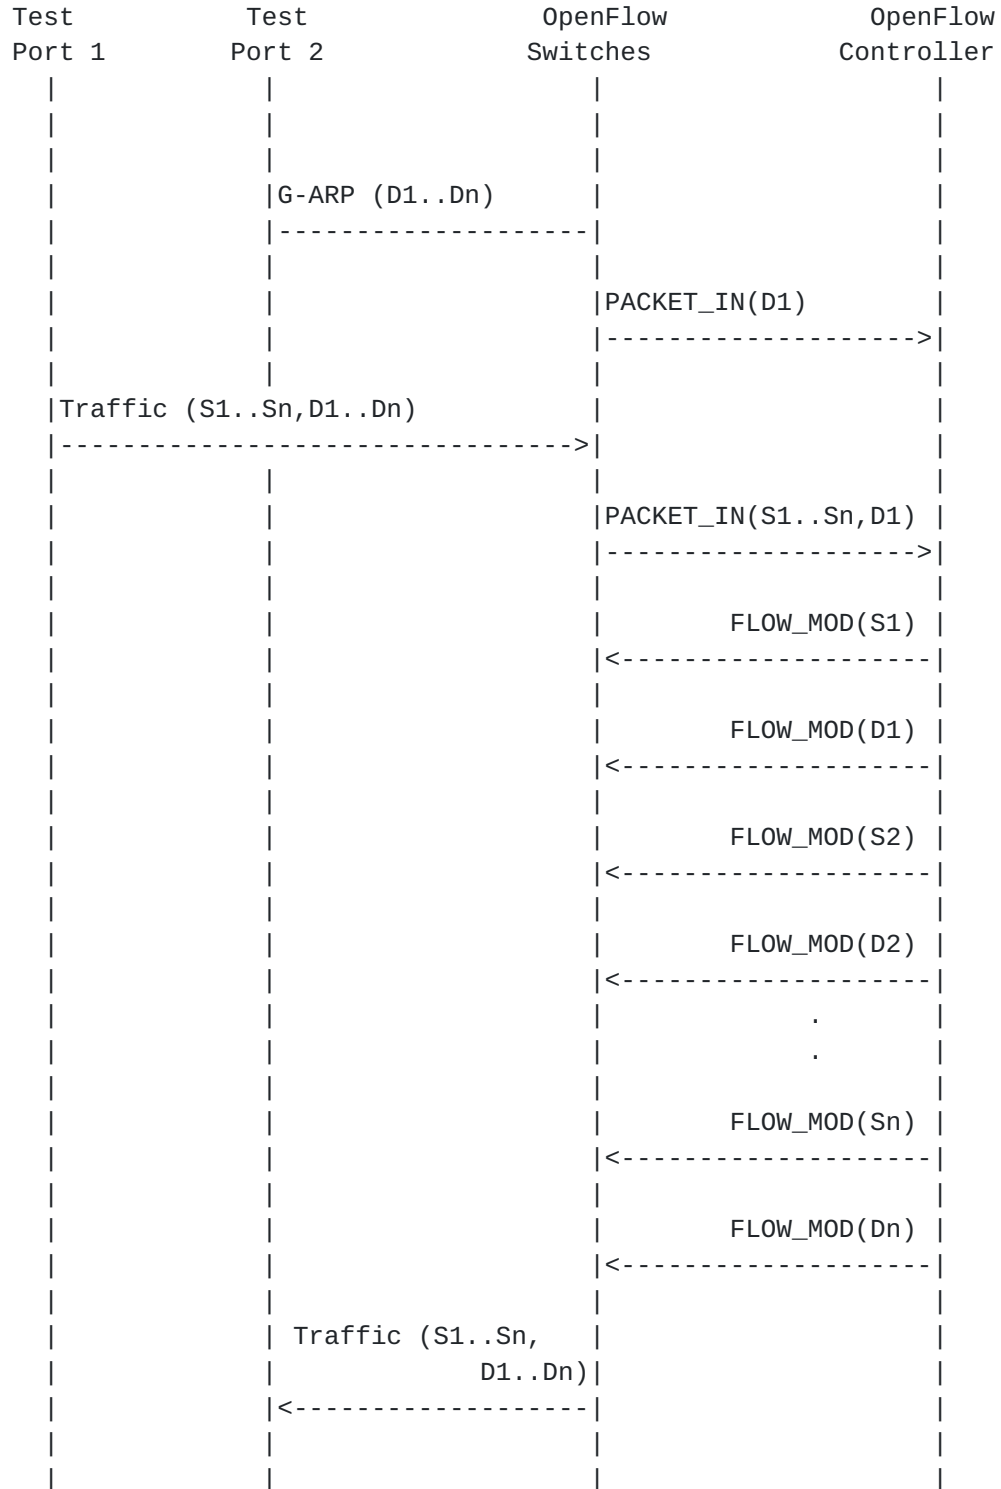 Test Test OpenFlow OpenFlow
Port 1 Port 2 Switches Controller
G-ARP (D1..Dn)
PACKET_IN(D1)
Traffic (S1..Sn,D1..Dn)
PACKET_IN(S1..Sn,D1)
FLOW_MOD(S1)
FLOW_MOD(D1)
FLOW_MOD(S2)
FLOW_MOD(D2)
.
.
FLOW_MOD(Sn)
FLOW_MOD(Dn)
Traffic (S1..Sn,
D1..Dn)